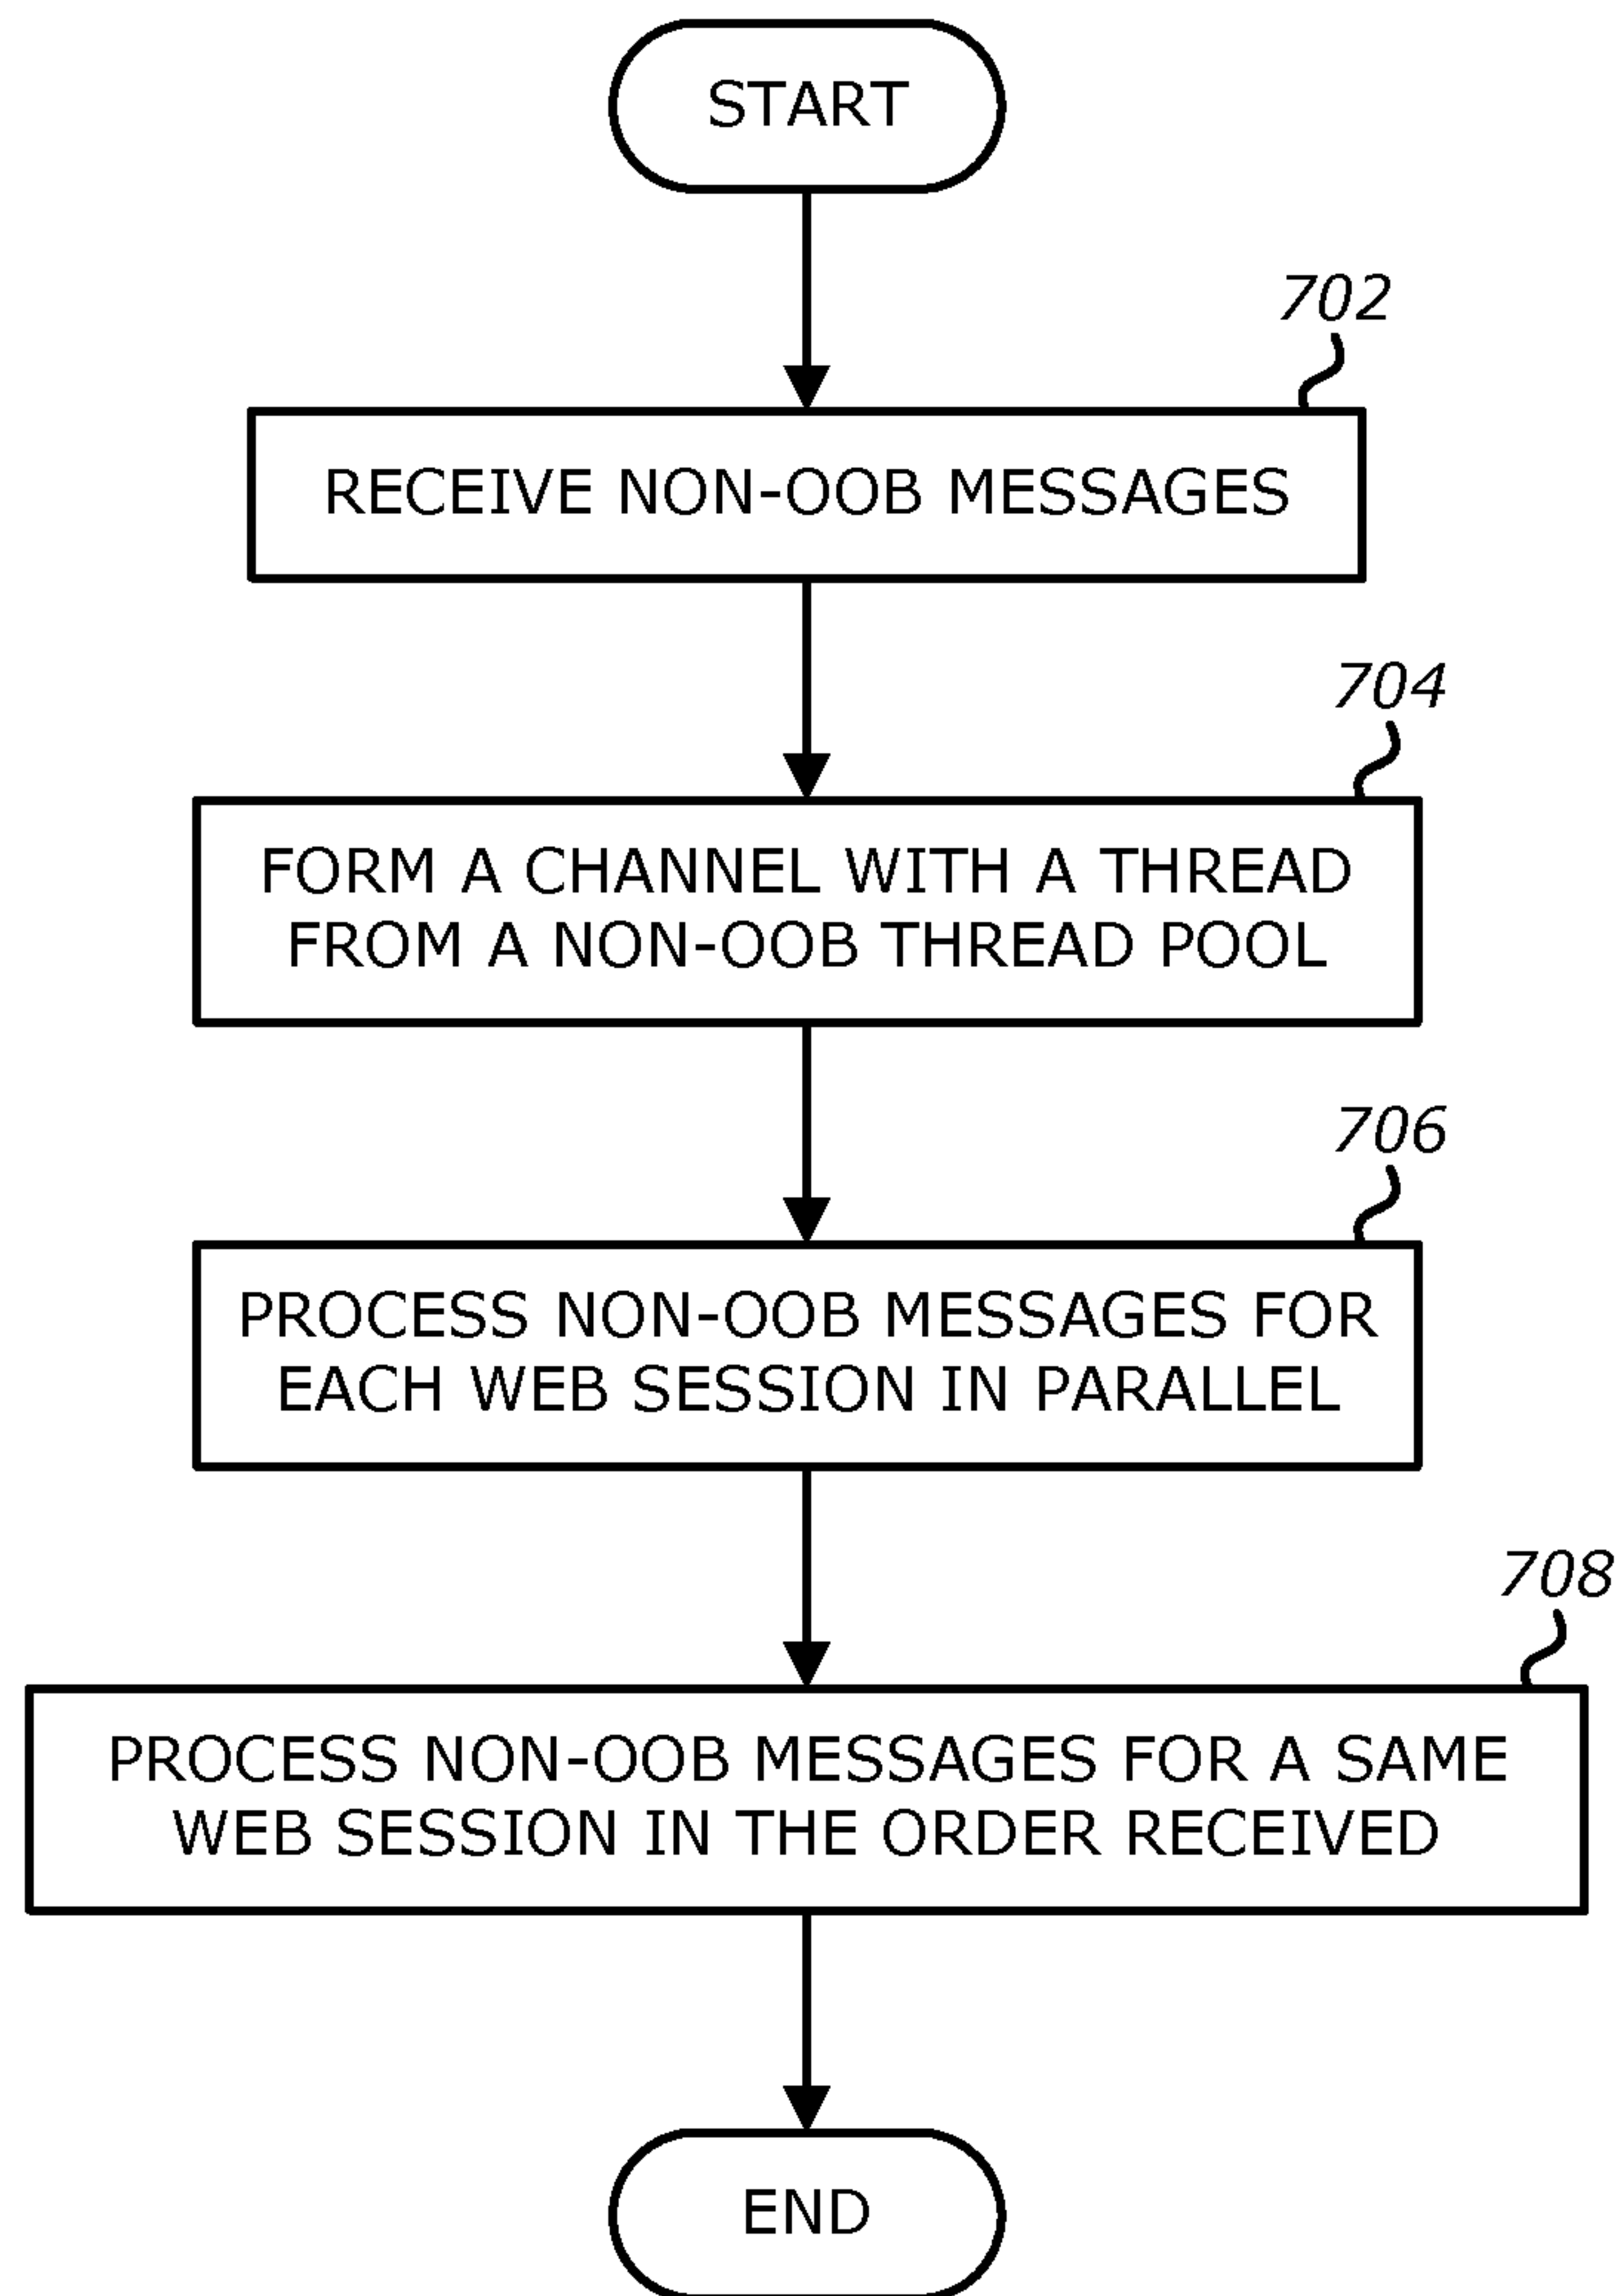 START
702
RECEIVE NON-OOB MESSAGES
704
FORM A CHANNEL WITH A THREAD
FROM A NON-OOB THREAD POOL
706
PROCESS NON-OOB MESSAGES FOR
EACH WEB SESSION IN PARALLEL
708
PROCESS NON-OOB MESSAGES FOR A SAME
WEB SESSION IN THE ORDER RECEIVED
END